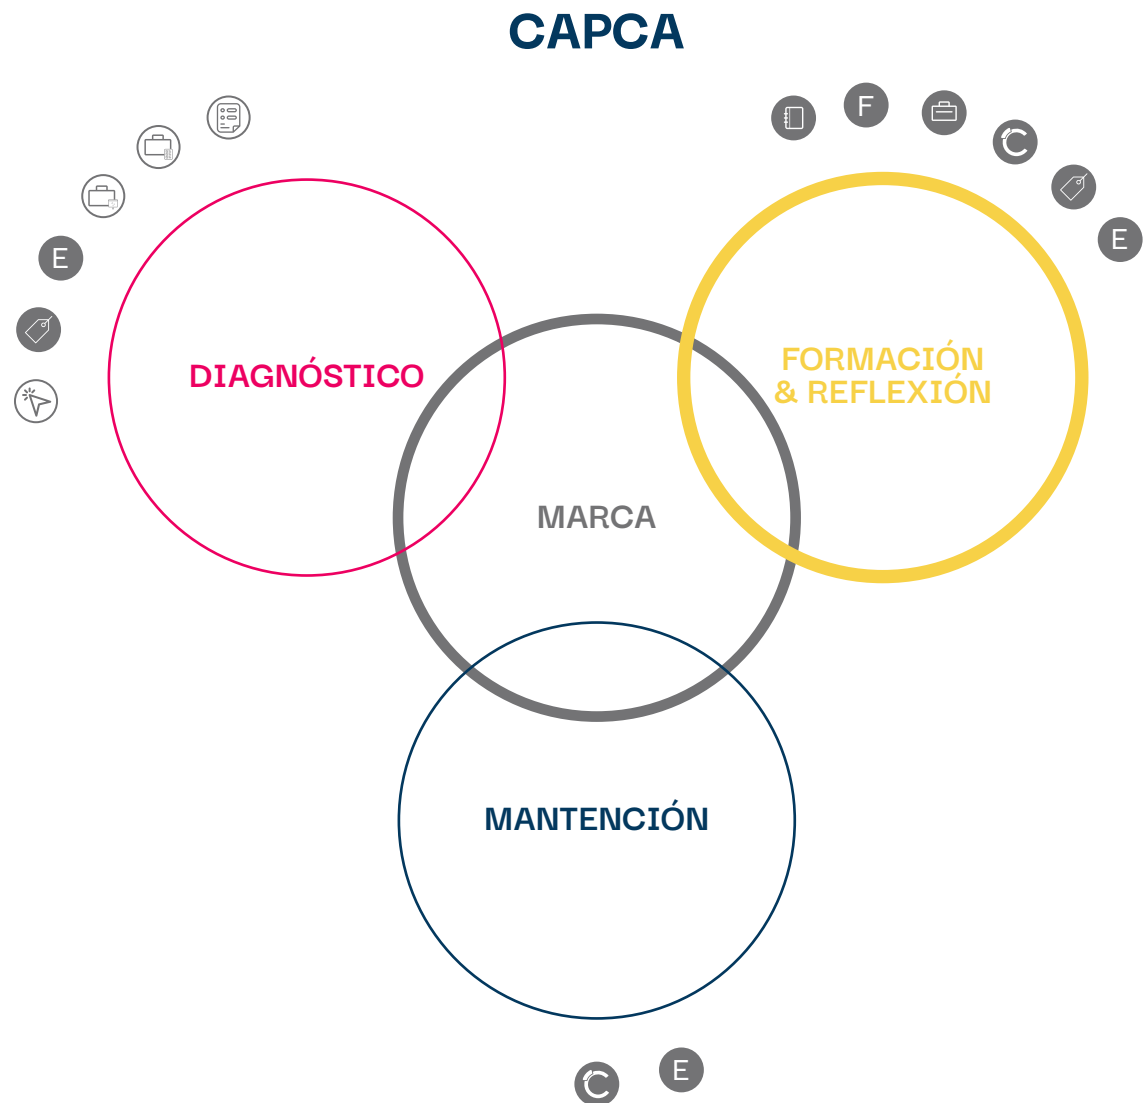 CAPCA
F
C
E
E
DIAGNÓSTICO
FORMACIÓN
& REFLEXIÓN
MARCA
MANTENCIÓN
C
E